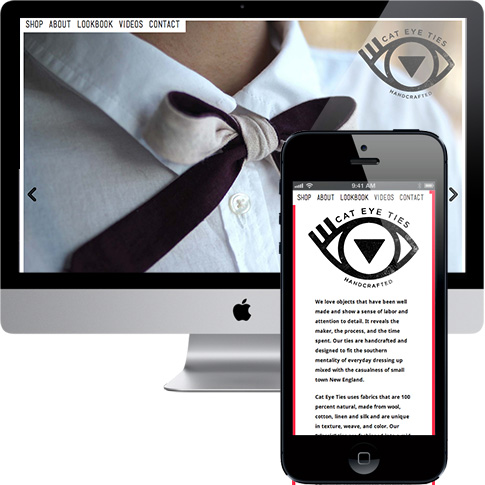 SHOP ABOUT LOOKBOOK VIDEOS CONTACT
CAT EYE TIES
HANDCRAFTED
9:41 AM
SHOP ABOUT LOOKBOOK VIDEOS CONTACT
CAT EYE TIES
HANDCRAFTED
We love objects that have been well
made and show a sense of labor and
attention to detail. It reveals the
maker, the process, and the time
spent. Our ties are handcrafted and
designed to fit the southern
mentality of everyday dressing up
mixed with the casualness of small
town New England.
Cat Eye Ties uses fabrics that are 100
percent natural, made from wool,
cotton, linen and silk and are unique
in texture, weave, and color. Our